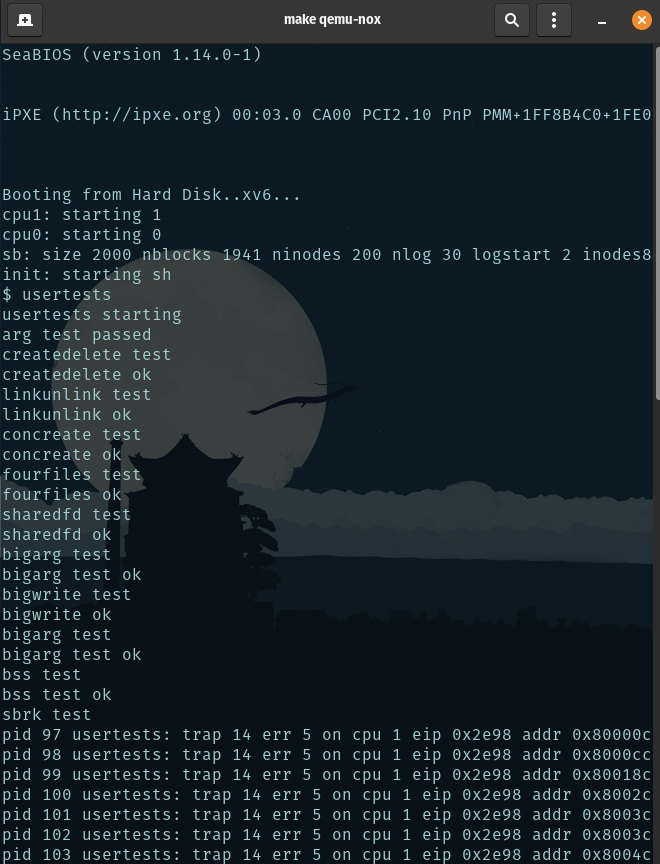 make qemu-nox
SeaBIOS (version 1.14.0-1)
iPXE (http://ipxe.org) 00:03.0 CA00 PCI2.10 PnP PMM+1FF8B4C0+1FE0
Booting from Hard Disk..xv6...
cpu1: starting 1
cpu0: starting 0
sb: size 2000 nblocks 1941 ninodes 200 nlog 30 logstart 2 inodes8
init: starting sh
$ usertests
usertests starting
arg test passed
createdelete test
createdelete ok
linkunlink test
linkunlink ok
concreate test
concreate ok
fourfiles test
fourfiles ok
sharedfd test
sharedfd ok
bigarg test
bigarg test ok
bigwrite test
bigwrite ok
bigarg test
bigarg test ok
bss test
bss test ok
sbrk test
pid 97 usertests: trap 14 err 5 on cpu 1 eip 0x2e98 addr 0x80000c
pid 98 usertests: trap 14 err 5 on cpu 1 eip 0x2e98 addr 0x8000cc
pid 99 usertests: trap 14 err 5 on cpu 1 eip 0x2e98 addr 0x80018c
pid 100 usertests: trap 14 err 5 on cpu 1 eip 0x2e98 addr 0x8002c
pid 101 usertests: trap 14 err 5 on cpu 1 eip 0x2e98 addr 0x8003c
pid 102 usertests: trap 14 err 5 on cpu 1 eip 0x2e98 addr 0x8003c
pid 103 usertests: trap 14 err 5 on cpu 1 eip 0x2e98 addr 0x8004c